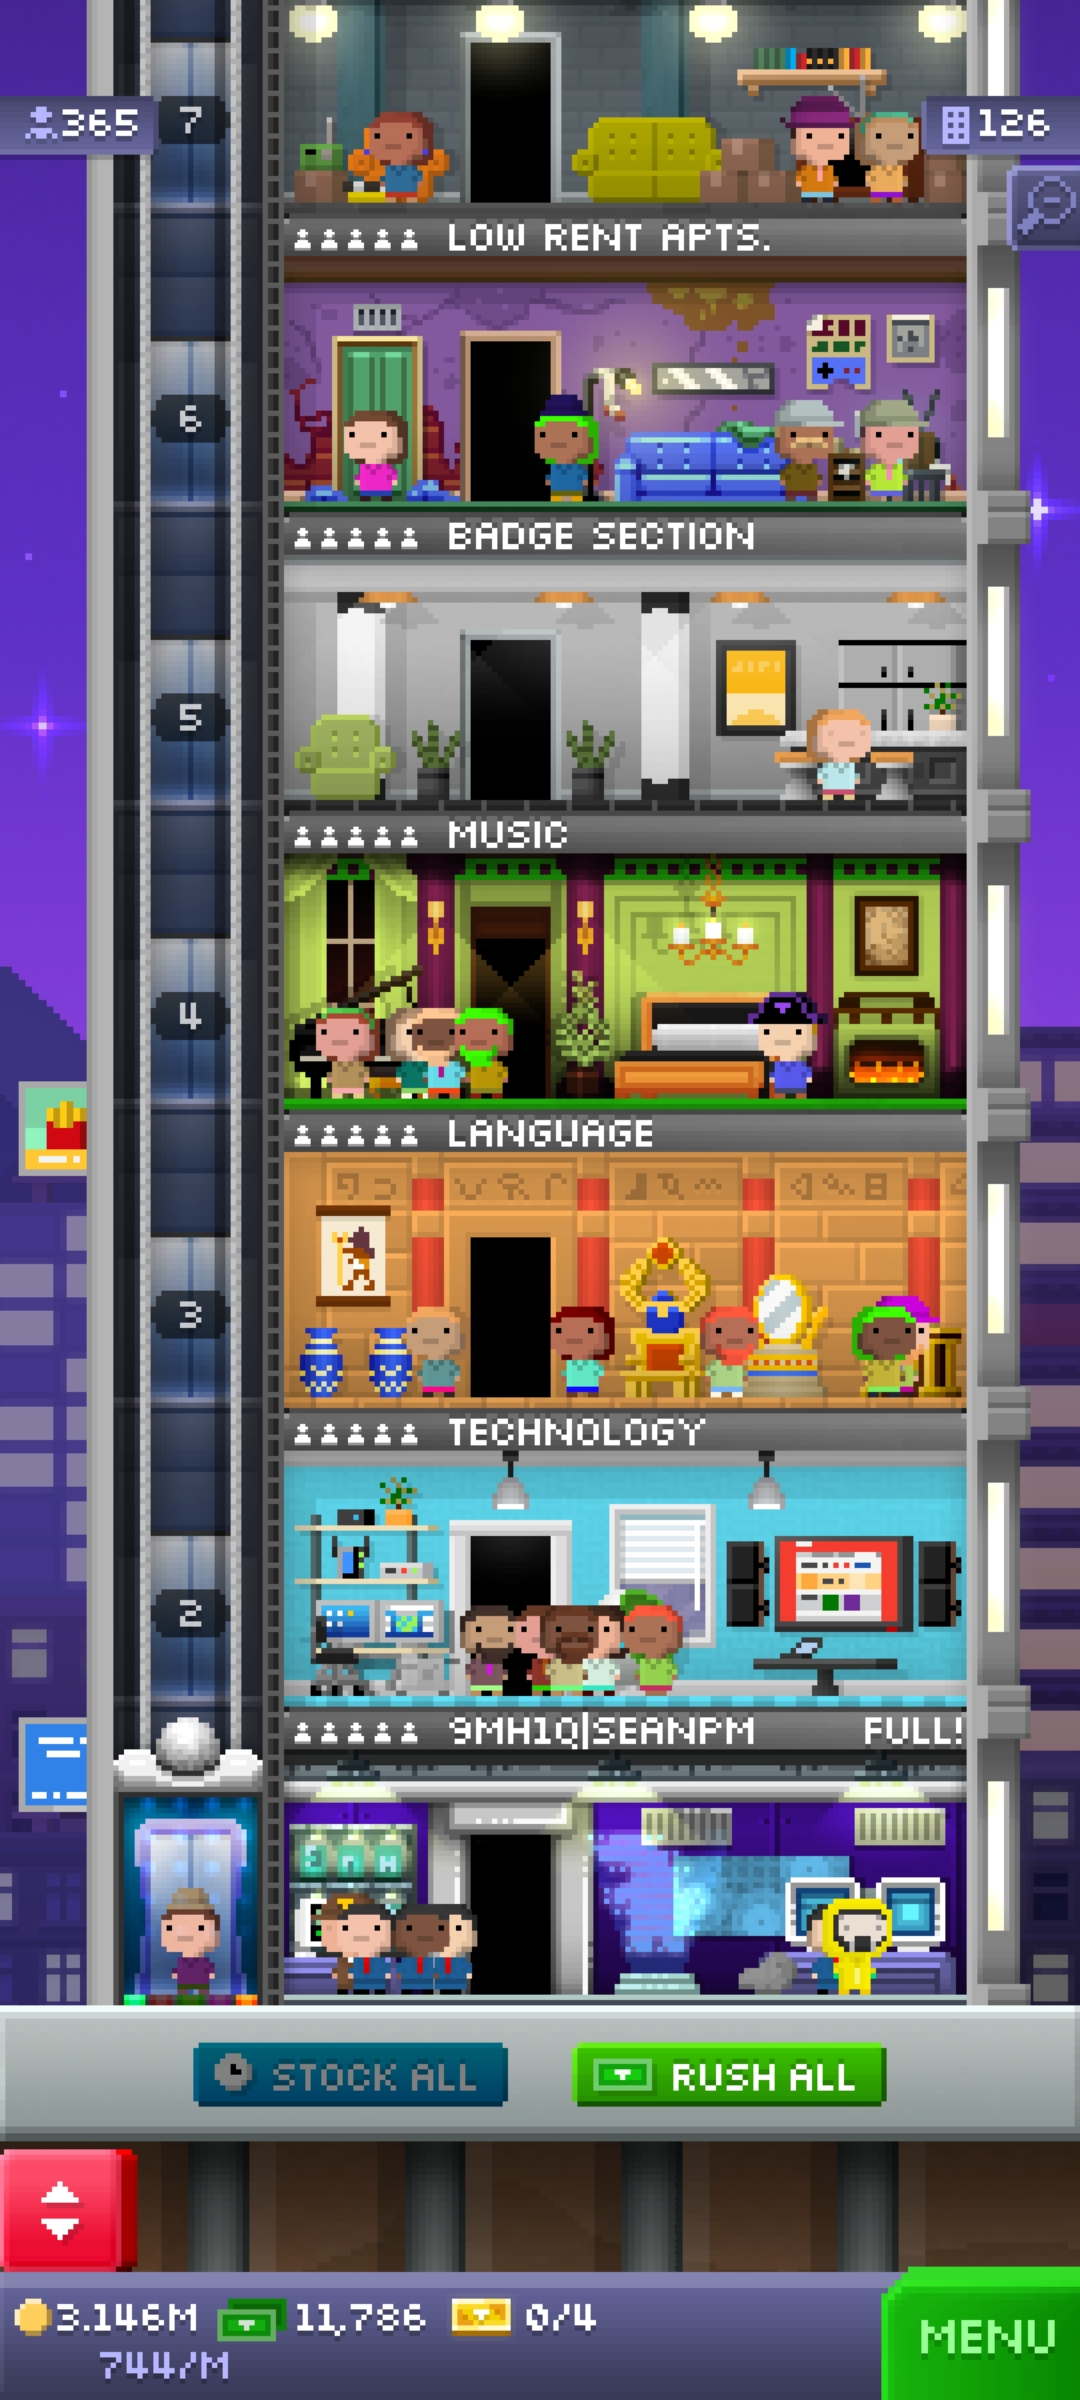 365
7
126
LOW RENT APTS.
6
BADGE SECTION
5
MUSIC
4
LANGUAGE
3
TECHNOLOGY
2
9MH1Q|SEANPM FULL!
STOCK ALL
RUSH ALL
3.146M 11,786 0/4
744/M
MENU